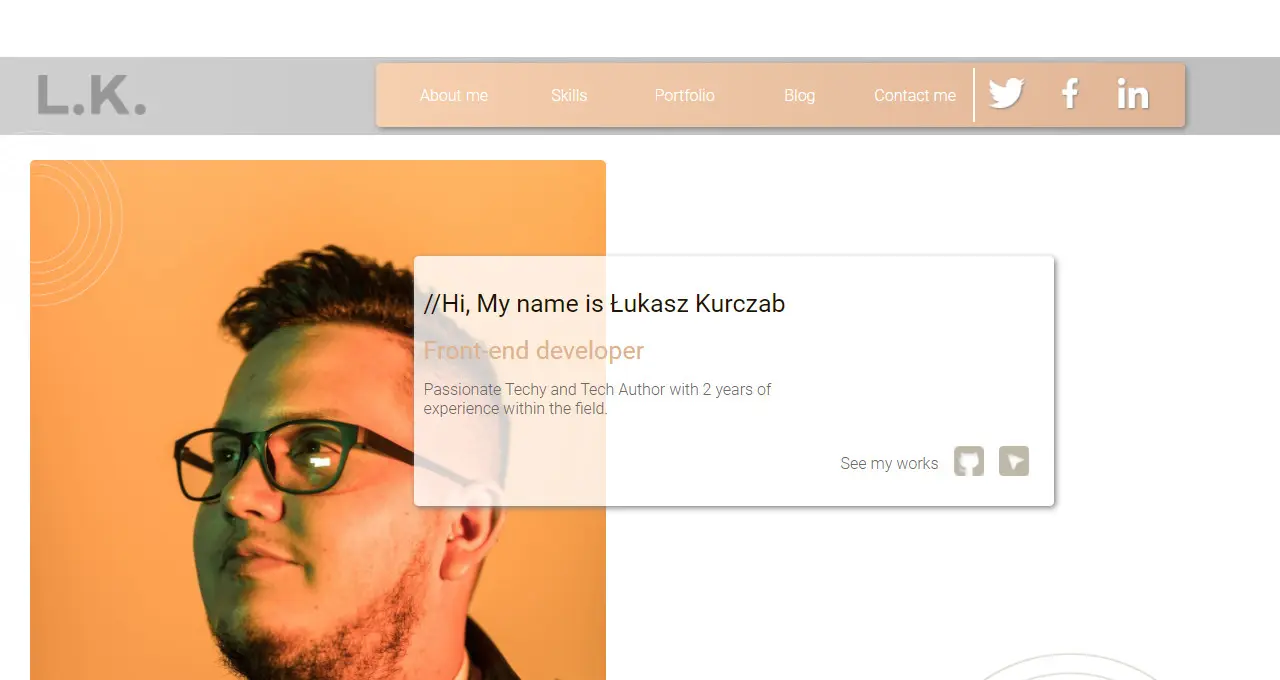 L.K.
About me
Skills
Portfolio
Blog
Contact me
//Hi, My name is Łukasz Kurczab
Front-end developer
Passionate Techy and Tech Author with 2 years of
experience within the field.
See my works